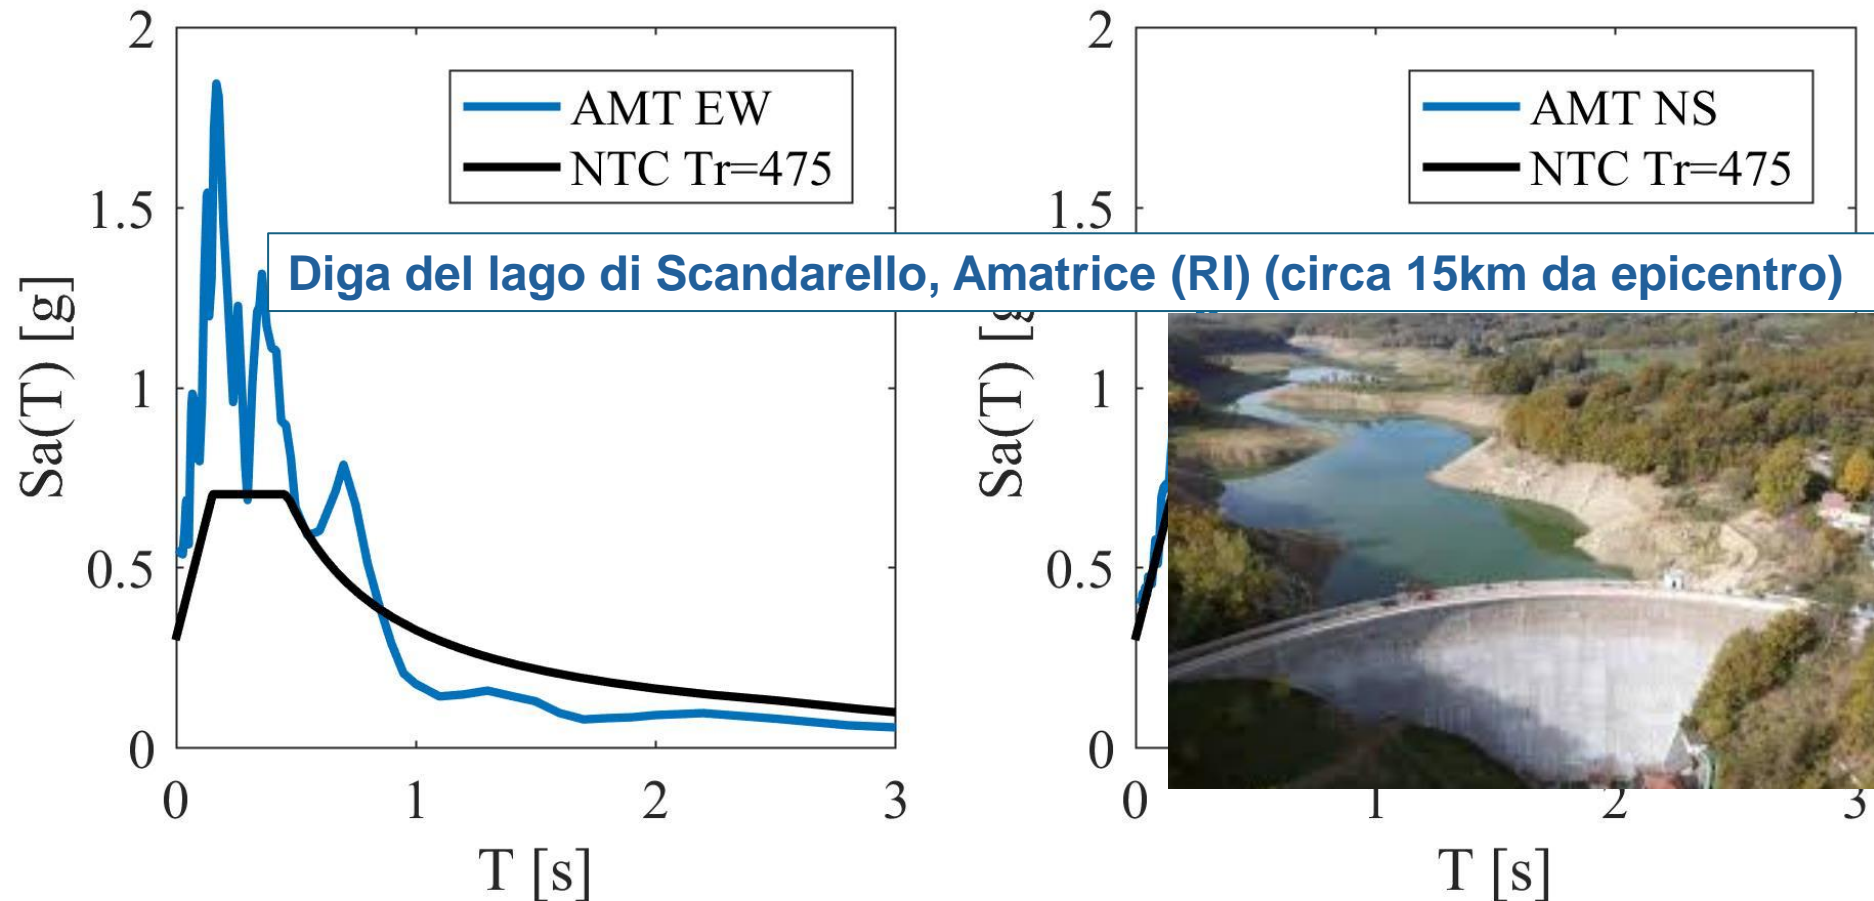 2
1.5
1
0.5
0
0
1
2
3
Sa(T) [g]
T [s]
AMT EW
NTC Tr=475
Diga del lago di Scandarello, Amatrice (RI) (circa 15km da epicentro)
2
1.5
1
0.5
0
0
1
2
3
Sa(T) [g
T [s]
AMT NS
NTC Tr=475